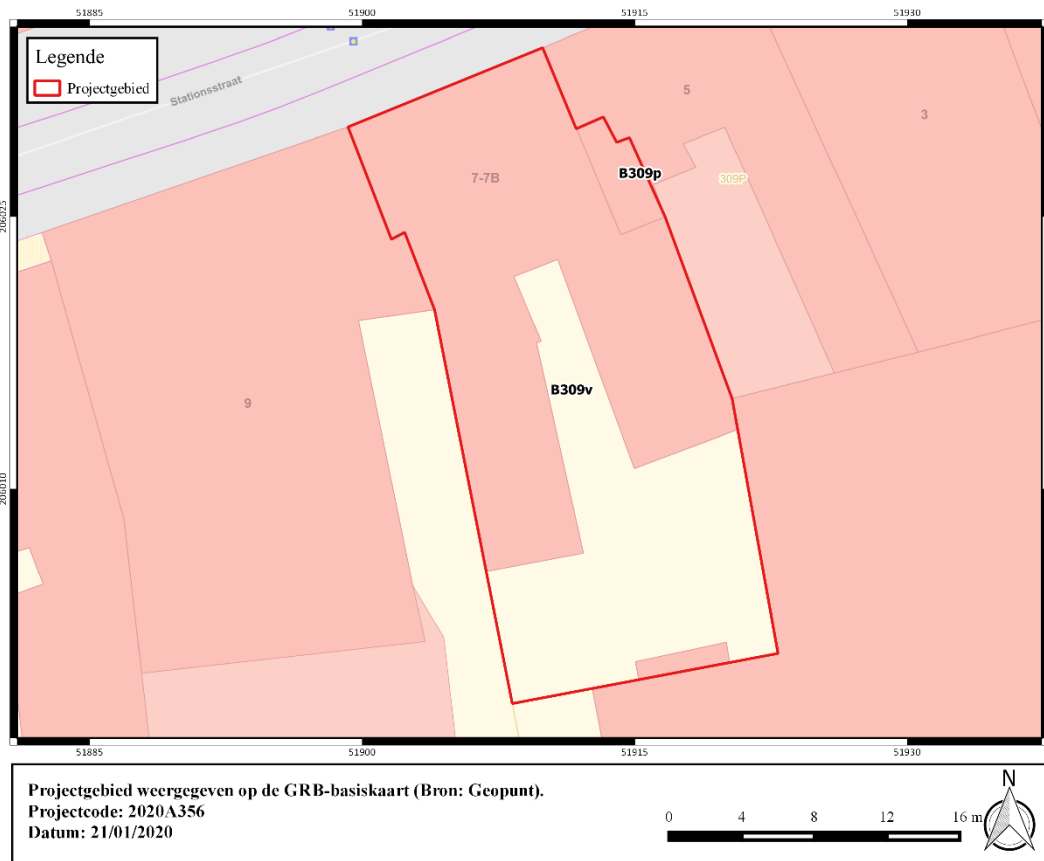 51885 51900 51915 51930
Legende
Projectgebied
Stationsstraat
5
3
7-7B
B309p
309P
206025
9
B309v
206010
51885 51900 51915 51930
Projectgebied weergegeven op de GRB-basiskaart (Bron: Geopunt).
Projectcode: 2020A356
Datum: 21/01/2020
0 4 8 12 16 m
N